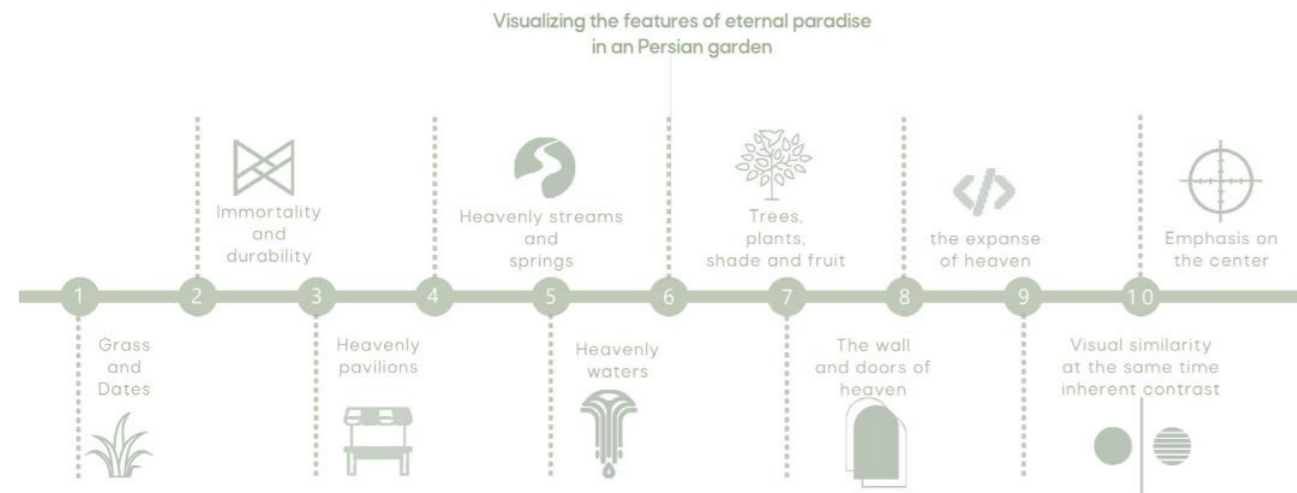 Visualizing the features of eternal paradise
in an Persian garden
Immortality
and
durability
Heavenly streams
and
springs
Trees,
plants,
shade and fruit
the expanse
of heaven
Emphasis on
the center
1
2
3
4
5
6
7
8
9
10
Grass
and
Dates
Heavenly
pavilions
Heavenly
waters
The wall
and doors of
heaven
Visual similarity
at the same time
inherent contrast